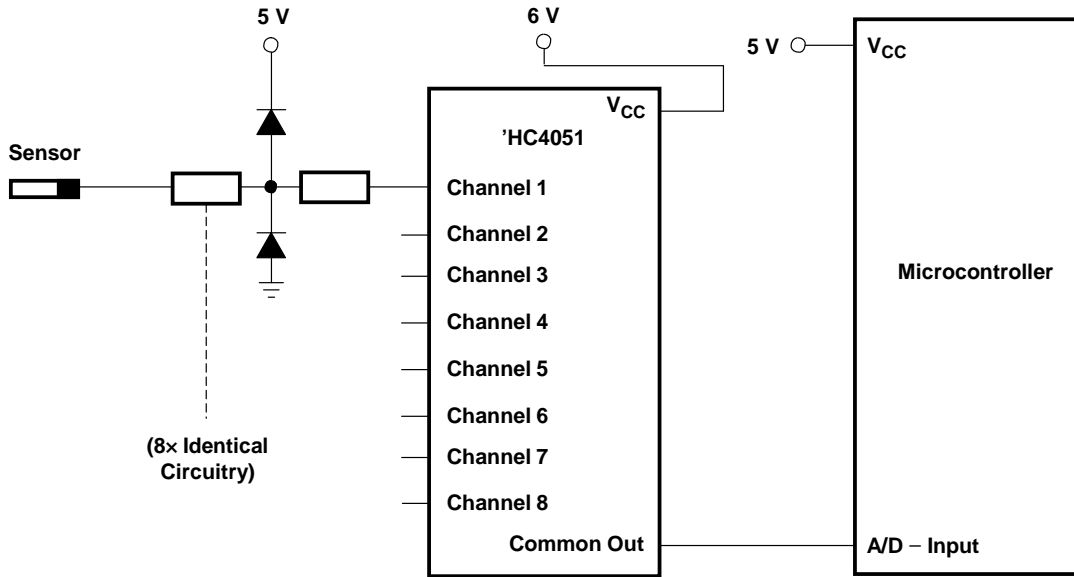 5 V
6 V
5 V
VCC
VCC
'HC4051
Sensor
Channel 1
Channel 2
Channel 3
Channel 4
Channel 5
Channel 6
Channel 7
Channel 8
Microcontroller
(8× Identical
Circuitry)
Common Out
A/D – Input